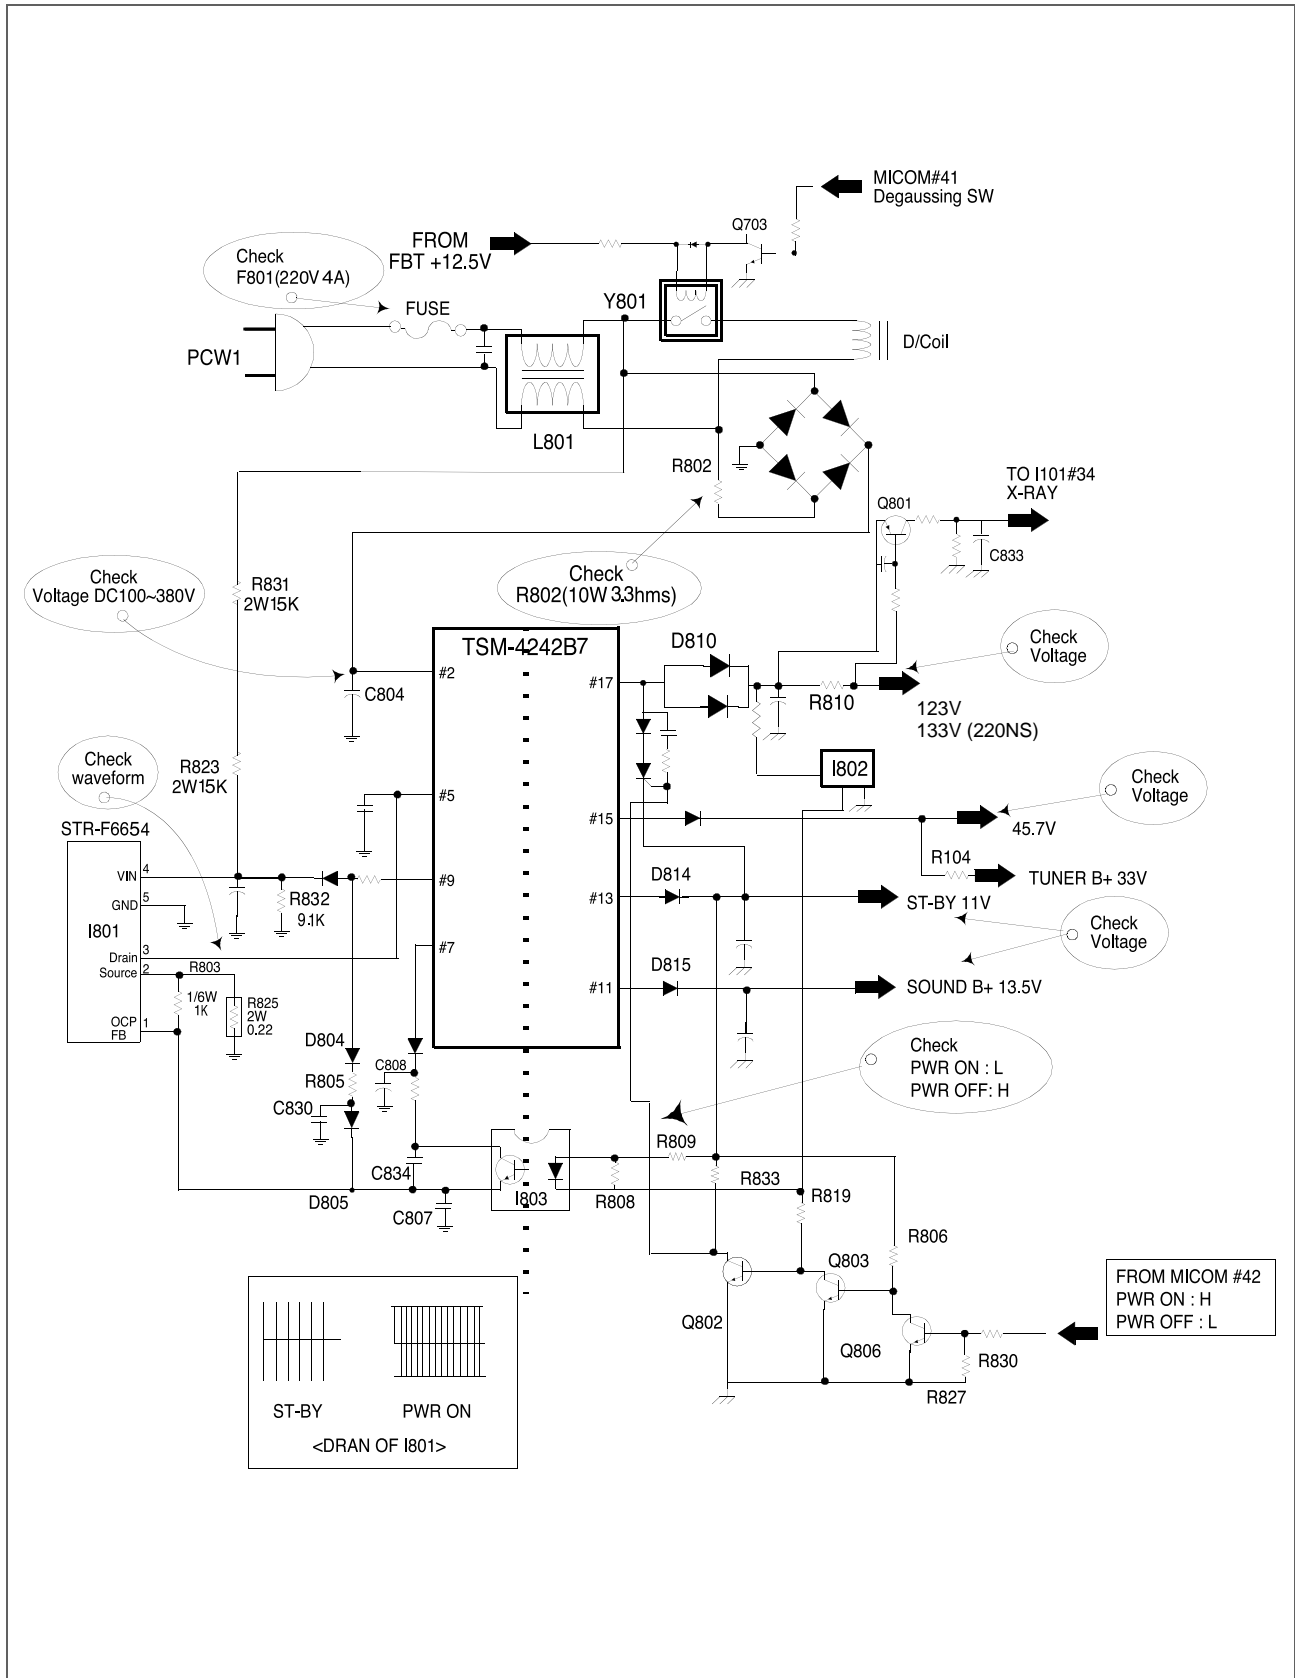 MICOM#41
Degaussing SW
Q703
FROM
FBT +12.5V
Check
F801(220V 4A)
FUSE
Y801
PCW1
D/Coil
L801
R802
TO I101#34
X-RAY
Q801
C833
Check
Voltage DC100~380V
R831
2W15K
Check
R802(10W 3.3hms)
TSM-4242B7
D810
Check
Voltage
#2
#17
C804
R810
123V
133V (220NS)
Check
waveform
R823
2W15K
I802
Check
Voltage
#5
#15
45.7V
STR-F6654
R104
TUNER B+ 33V
VIN
4
#9
D814
#13
ST-BY 11V
R832
9.1K
GND
5
Check
Voltage
I801
#7
Drain
3
Source
2
R803
D815
#11
SOUND B+ 13.5V
1/6W
1K
R825
2W
0.22
OCP
FB
1
D804
C808
Check
PWR ON : L
PWR OFF: H
R805
C830
R809
C834
I803
R808
R833
R819
D805
C807
R806
Q803
FROM MICOM #42
PWR ON : H
PWR OFF : L
Q802
Q806
R830
R827
ST-BY
PWR ON
<DRAN OF I801>